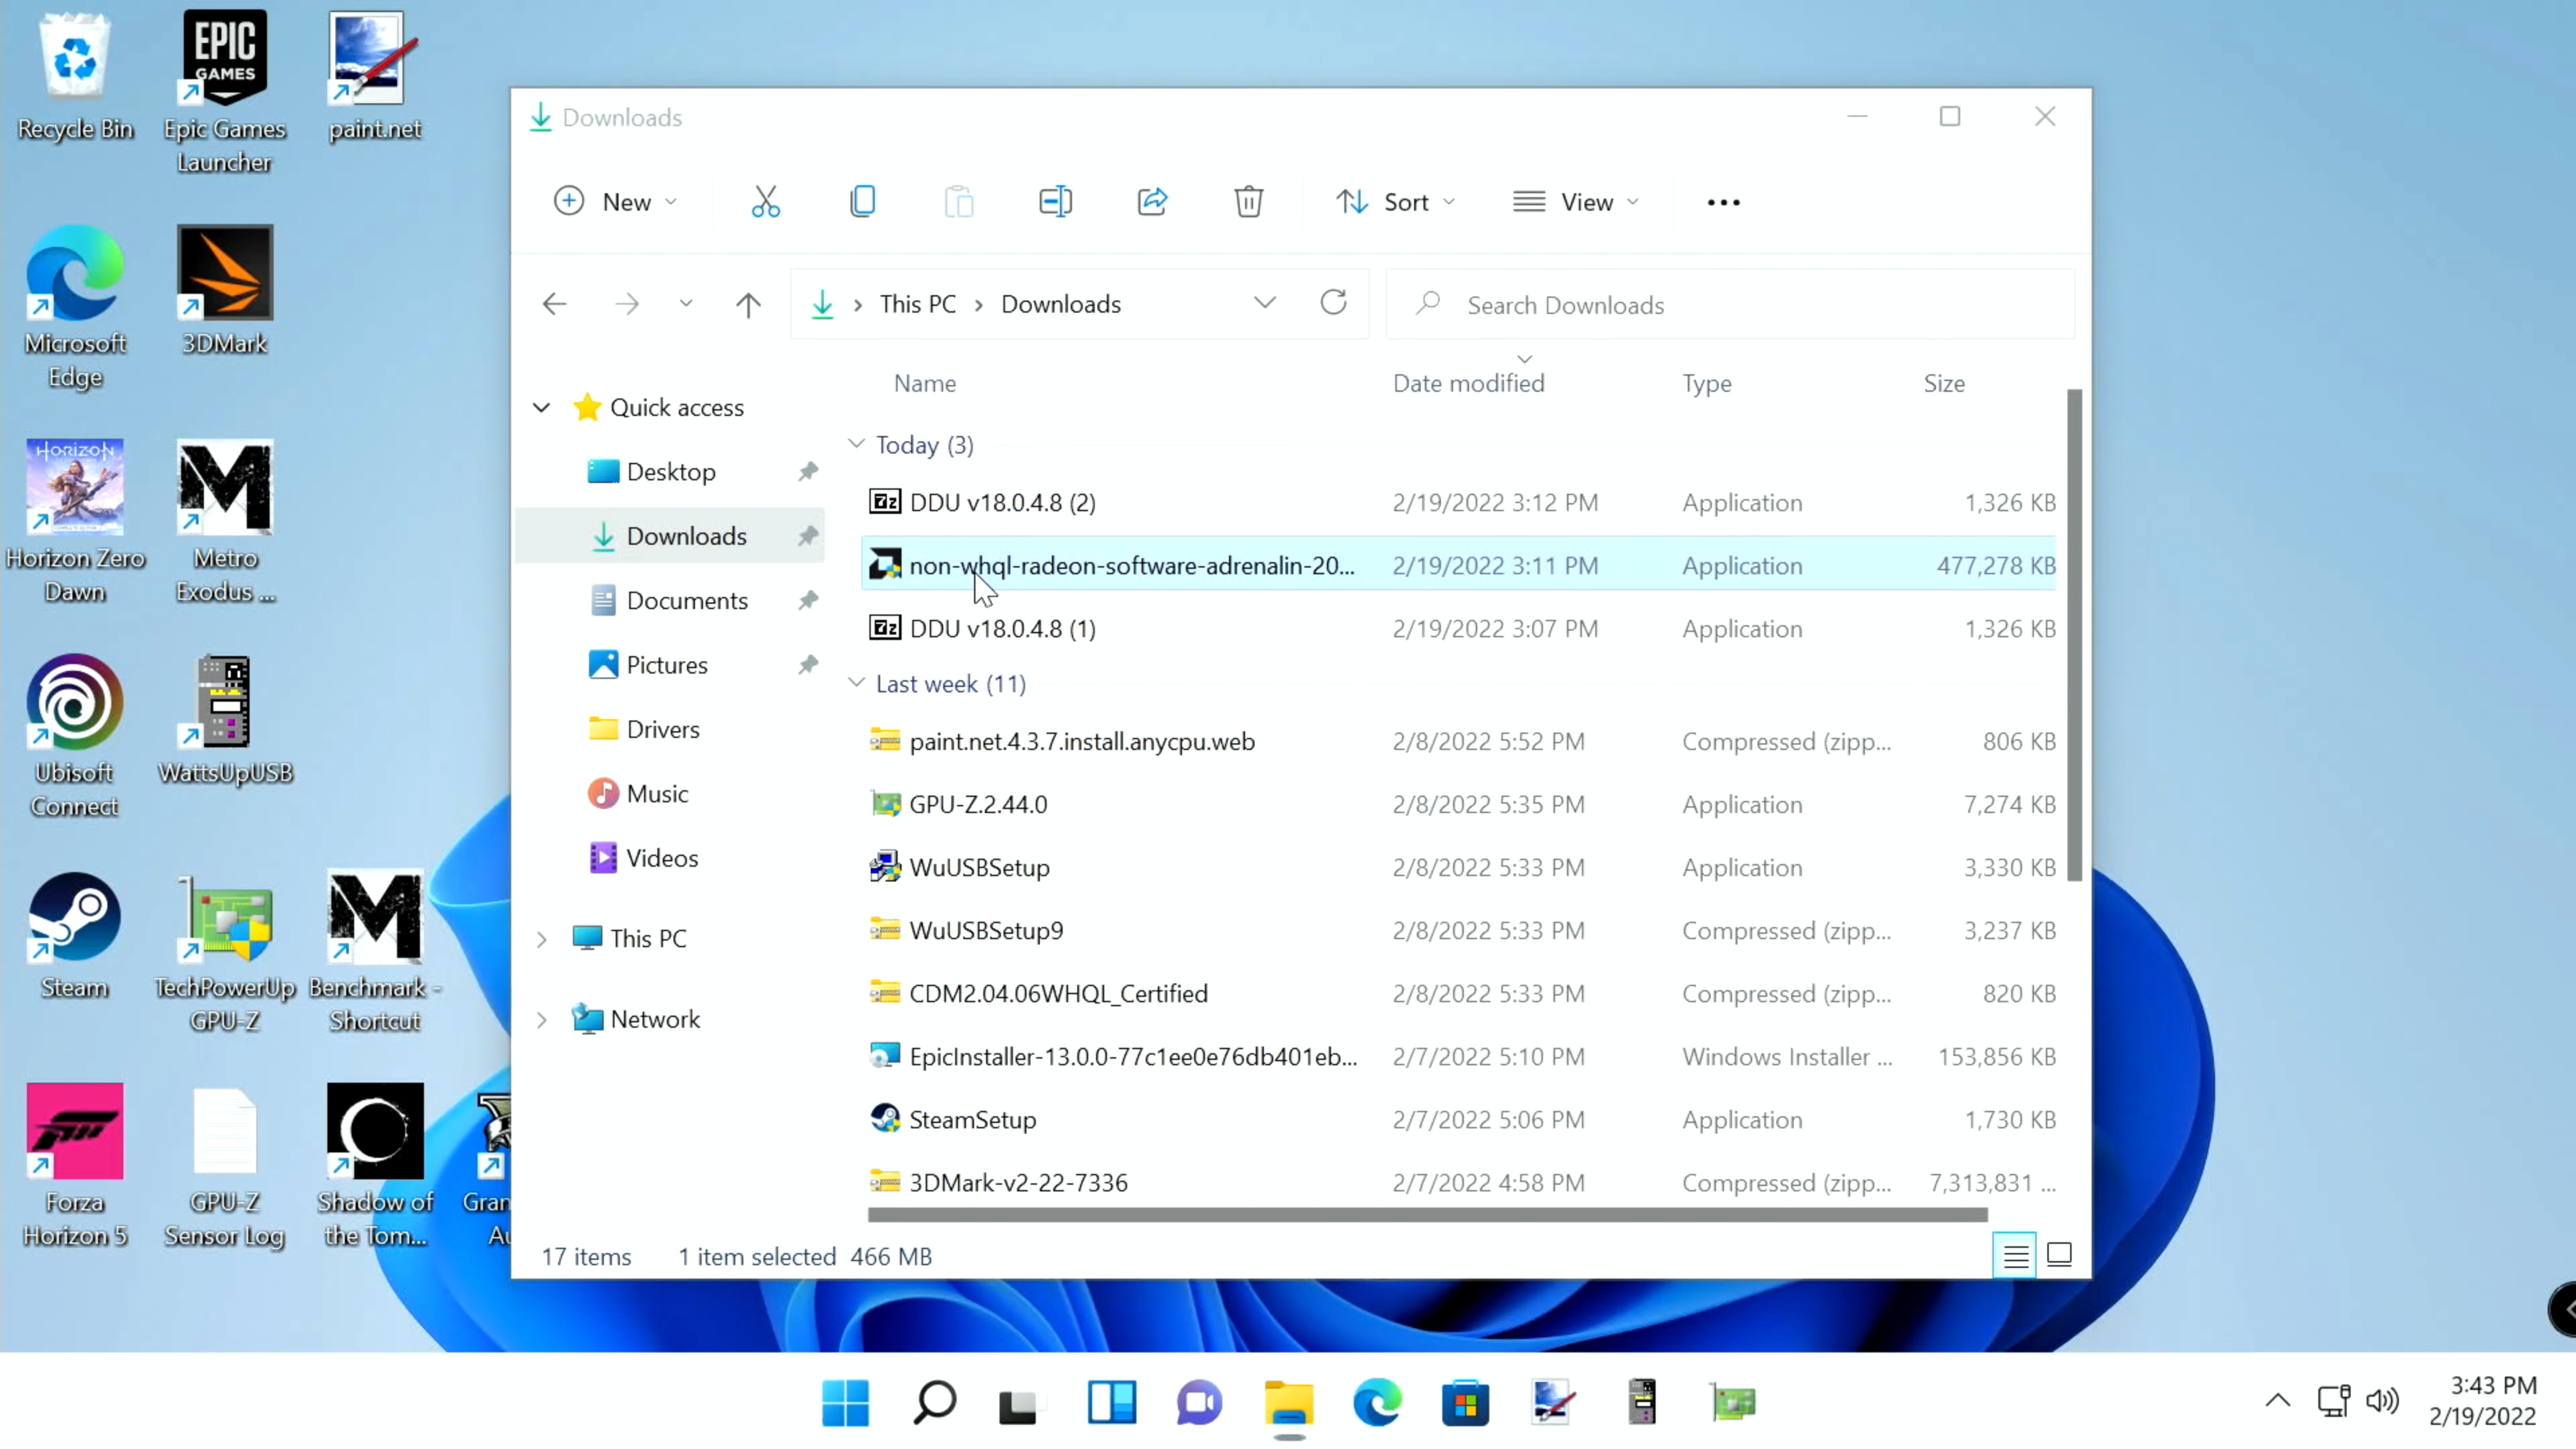 EPIC
GAMES
Recycle Bin
Epic Games
Launcher
paint.net
Microsoft
Edge
3DMark
HORIZON
Horizon Zero
Dawn
Metro
Exodus ...
Ubisoft
Connect
WattsUpUSB
Steam
TechPowerUp
GPU-Z
Benchmark -
Shortcut
Forza
Horizon 5
GPU-Z
Sensor Log
Shadow of
the Tom...
Gran
Au
Downloads
New
Sort
View
This PC
Downloads
Search Downloads
Quick access
Desktop
Downloads
Documents
Pictures
Drivers
Music
Videos
This PC
Network
Name Date modified Type Size
Today (3)
7z DDU v18.0.4.8 (2) 2/19/2022 3:12 PM Application 1,326 KB
non-whql-radeon-software-adrenalin-20... 2/19/2022 3:11 PM Application 477,278 KB
7z DDU v18.0.4.8 (1) 2/19/2022 3:07 PM Application 1,326 KB
Last week (11)
paint.net.4.3.7.install.anycpu.web 2/8/2022 5:52 PM Compressed (zipp... 806 KB
GPU-Z.2.44.0 2/8/2022 5:35 PM Application 7,274 KB
WuUSBSetup 2/8/2022 5:33 PM Application 3,330 KB
WuUSBSetup9 2/8/2022 5:33 PM Compressed (zipp... 3,237 KB
CDM2.04.06WHQL_Certified 2/8/2022 5:33 PM Compressed (zipp... 820 KB
EpicInstaller-13.0.0-77c1ee0e76db401eb... 2/7/2022 5:10 PM Windows Installer ... 153,856 KB
SteamSetup 2/7/2022 5:06 PM Application 1,730 KB
3DMark-v2-22-7336 2/7/2022 4:58 PM Compressed (zipp... 7,313,831 ...
17 items 1 item selected 466 MB
3:43 PM
2/19/2022